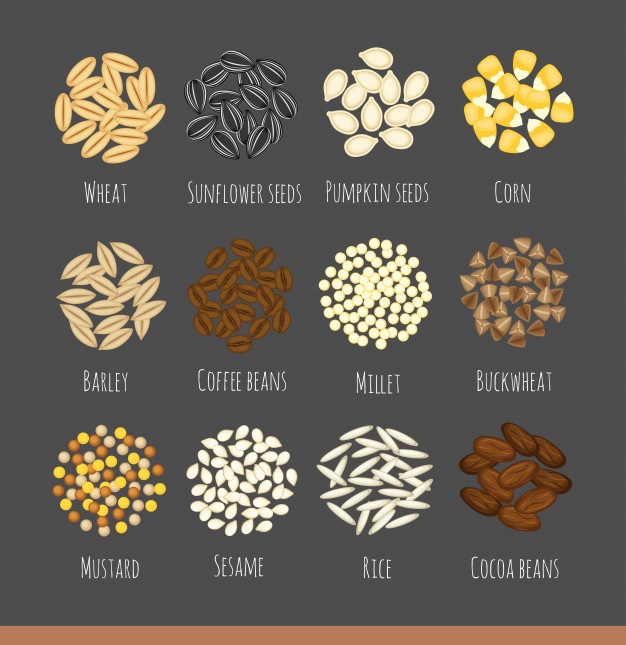 Wheat
Sunflower seeds
Pumpkin seeds
Corn
Barley
Coffee beans
Millet
Buckwheat
Mustard
Sesame
Rice
Cocoa beans